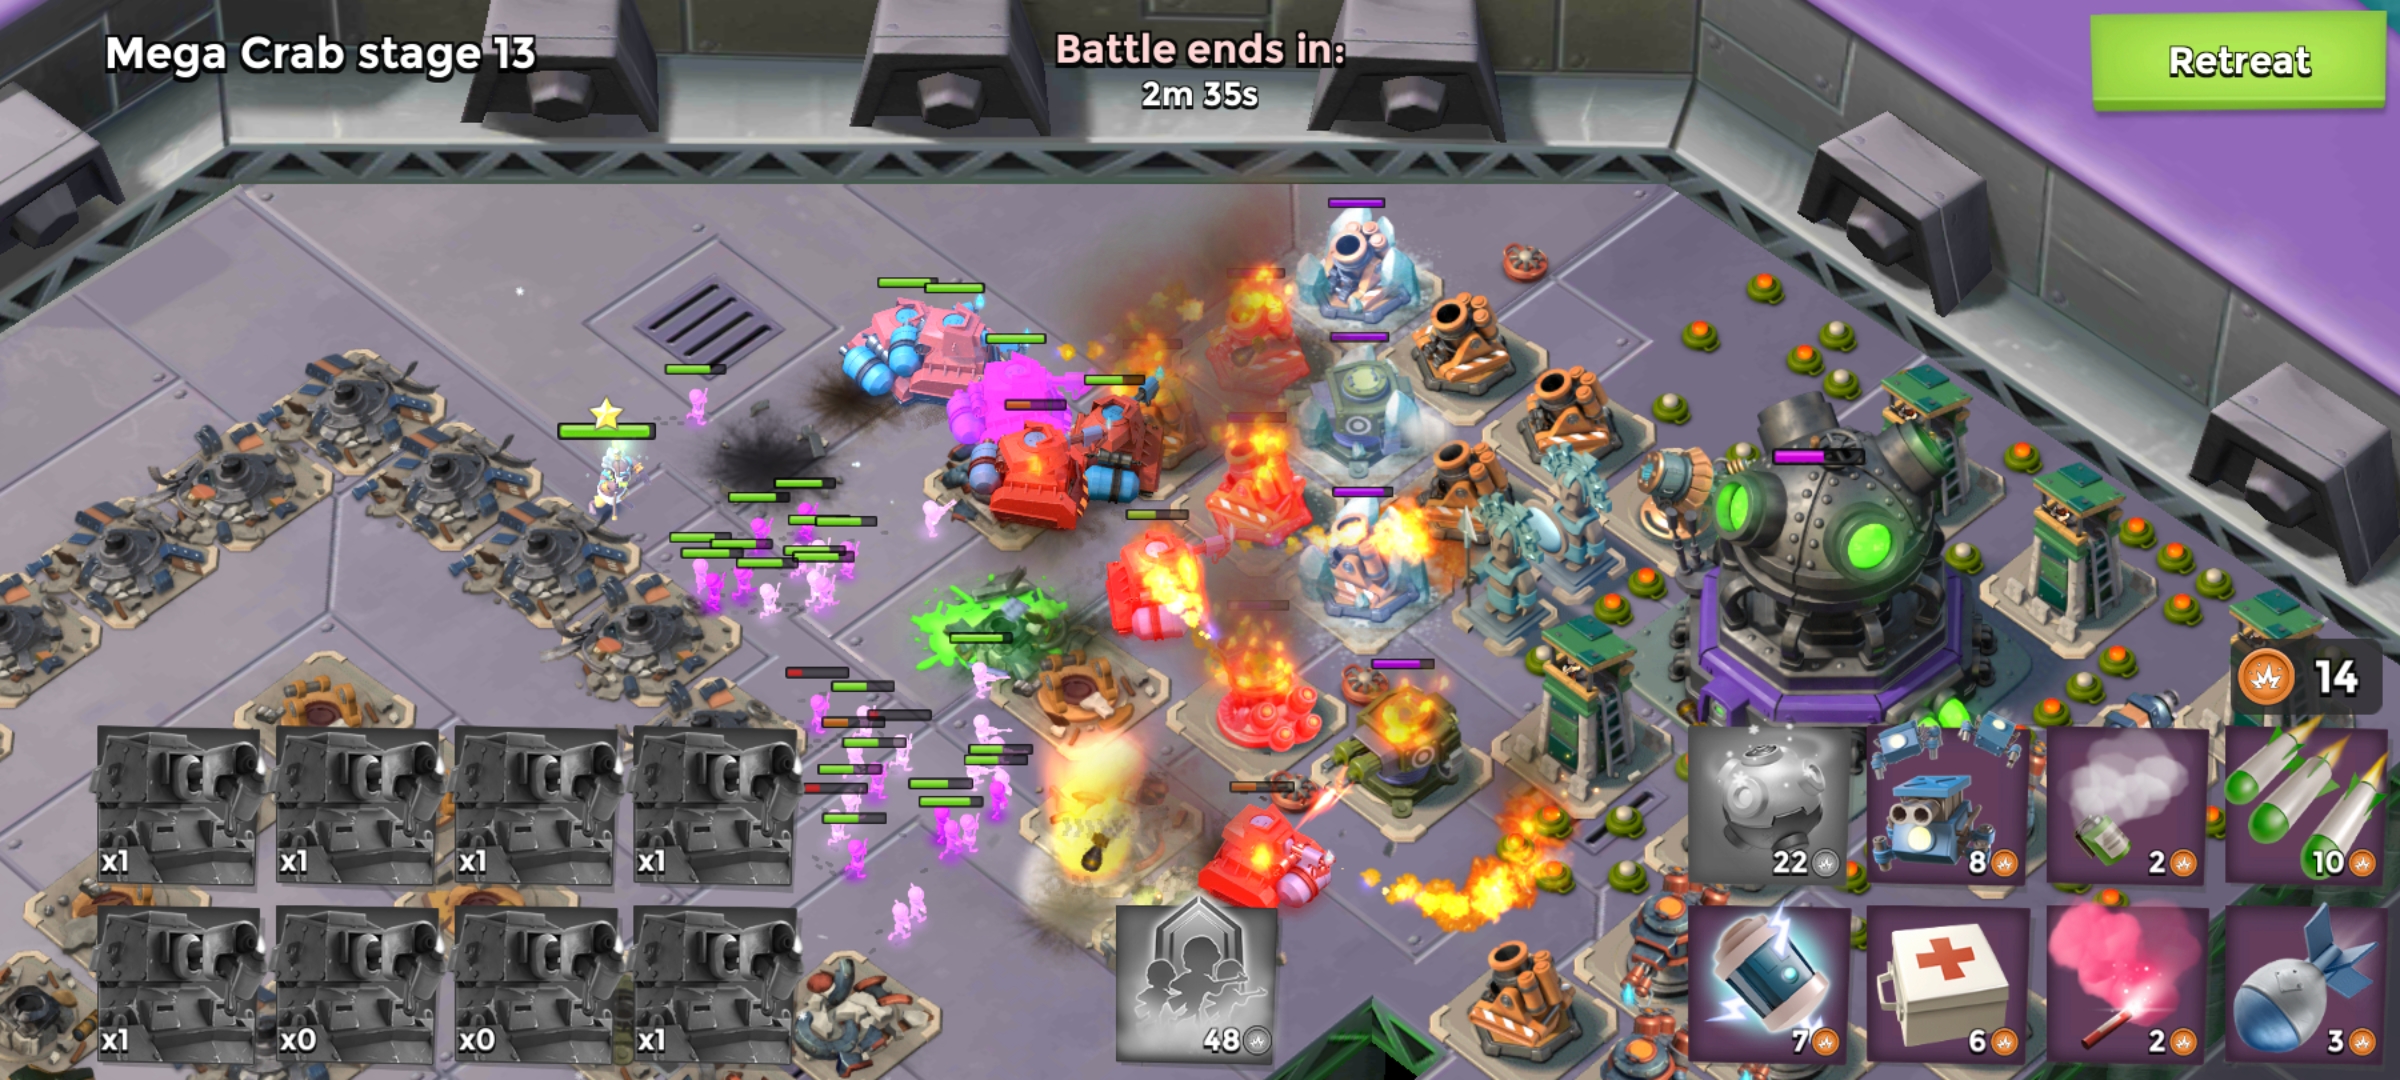 Mega Crab stage 13
Battle ends in:
2m 35s
Retreat
14
x1
x1
x1
x1
22
8
2
10
x1
x0
x0
x1
48
7
6
2
3